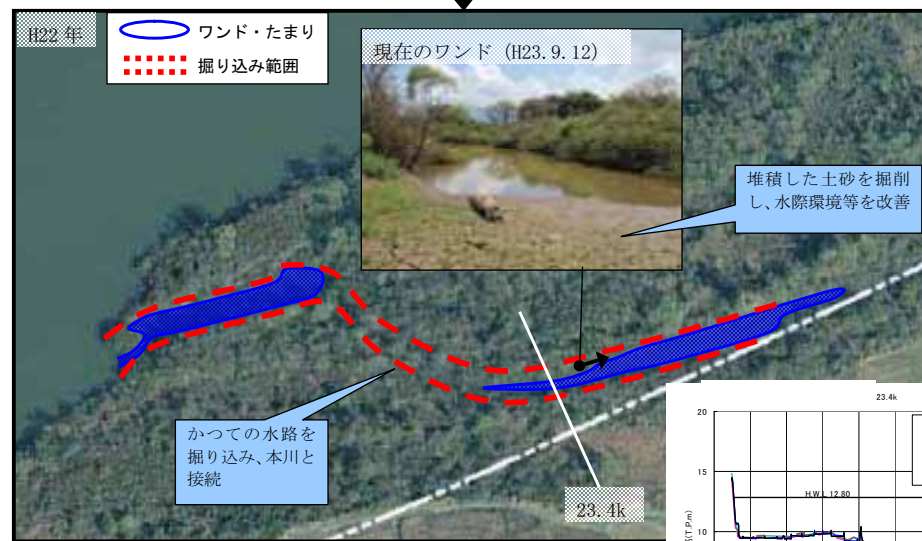 H22 年
ワンド・たまり
掘り込み範囲
現在のワンド (H23.9.12)
堆積した土砂を掘削
し、水際環境等を改善
かつての水路を
掘り込み、本川と
接続
23.4k
23.4k
20
15
H.W.L 12.80
10
(T.P.m)